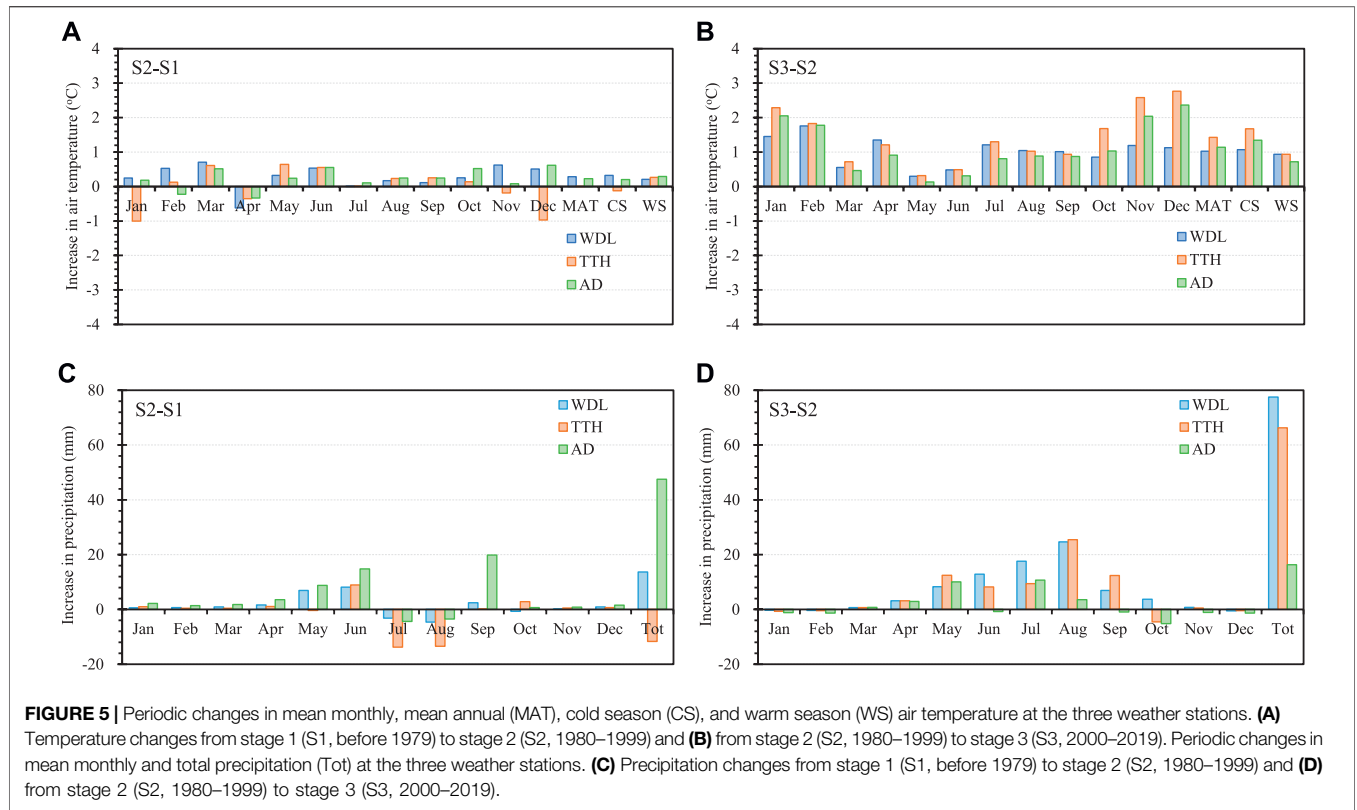 A
S2-S1
Increase in air temperature (°C)
4
3
2
1
0
-1
-2
-3
-4
Jan Feb Mar Apr May Jun Jul Aug Sep Oct Nov Dec MAT CS WS
WDL
TTH
AD
B
S3-S2
Increase in air temperature (°C)
4
3
2
1
0
-1
-2
-3
-4
Jan Feb Mar Apr May Jun Jul Aug Sep Oct Nov Dec MAT CS WS
WDL
TTH
AD
C
S2-S1
Increase in precipitation (mm)
80
60
40
20
0
-20
WDL
TTH
AD
Jan Feb Mar Apr May Jun Jul Aug Sep Oct Nov Dec Tot
D
S3-S2
Increase in precipitation (mm)
80
60
40
20
0
-20
WDL
TTH
AD
Jan Feb Mar Apr May Jun Jul Aug Sep Oct Nov Dec Tot
FIGURE 5 | Periodic changes in mean monthly, mean annual (MAT), cold season (CS), and warm season (WS) air temperature at the three weather stations. (A)
Temperature changes from stage 1 (S1, before 1979) to stage 2 (S2, 1980–1999) and (B) from stage 2 (S2, 1980–1999) to stage 3 (S3, 2000–2019). Periodic changes in
mean monthly and total precipitation (Tot) at the three weather stations. (C) Precipitation changes from stage 1 (S1, before 1979) to stage 2 (S2, 1980–1999) and (D)
from stage 2 (S2, 1980–1999) to stage 3 (S3, 2000–2019).